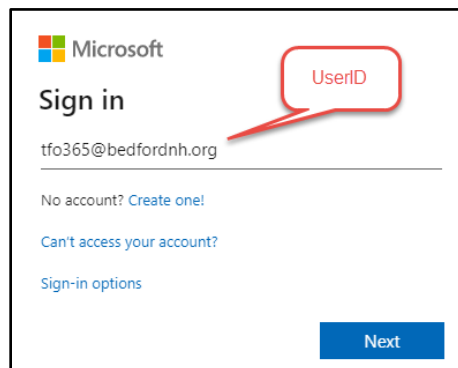 Microsoft
UserID
Sign in
tfo365@bedfordnh.org
No account? Create one!
Can't access your account?
Sign-in options
Next